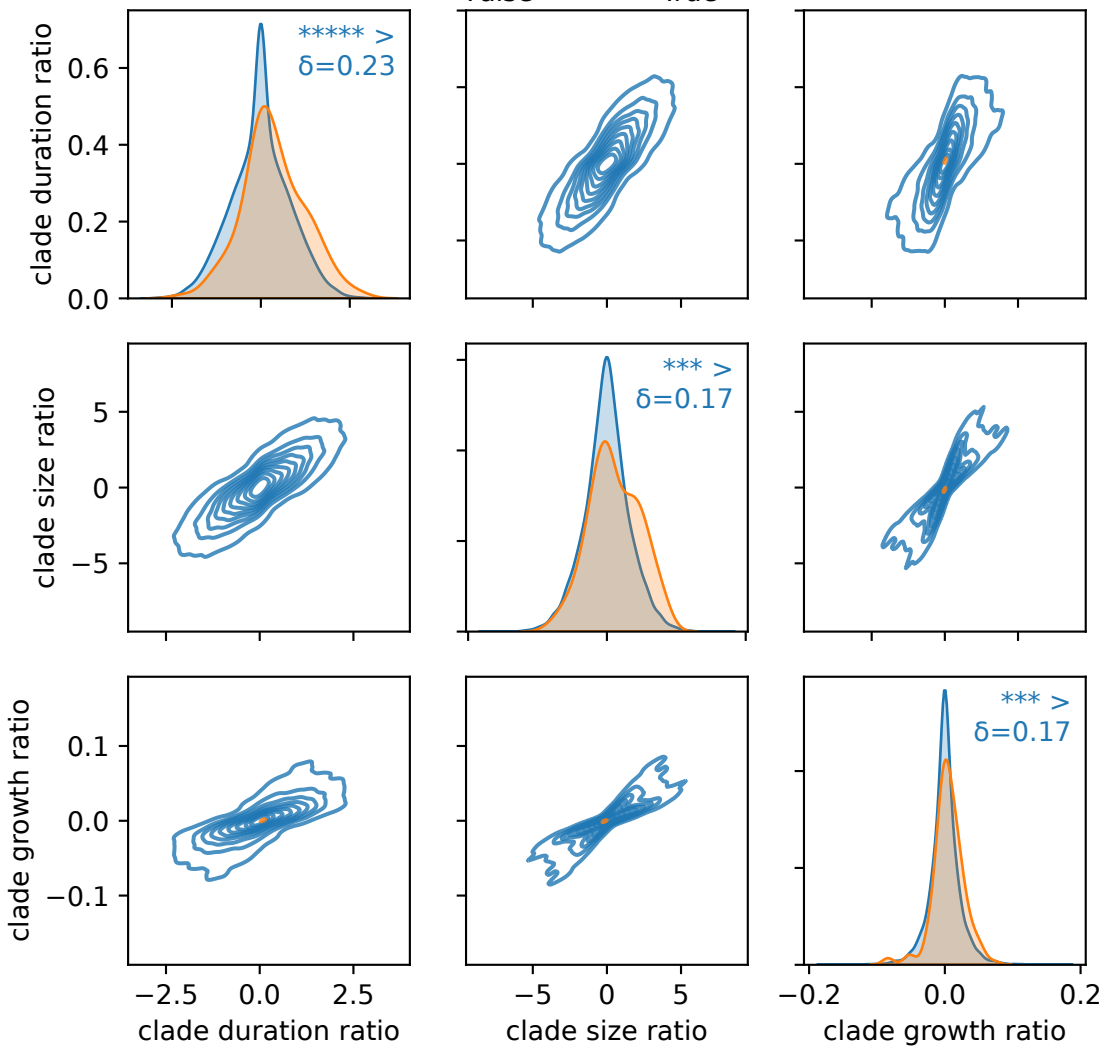 ***** >
δ=0.23
clade duration ratio
0.6
0.4
0.2
0.0
*** >
δ=0.17
clade size ratio
5
0
−5
*** >
δ=0.17
clade growth ratio
0.1
0.0
−0.1
−2.5 0.0 2.5
−5 0 5
−0.2 0.0 0.2
clade duration ratio
clade size ratio
clade growth ratio